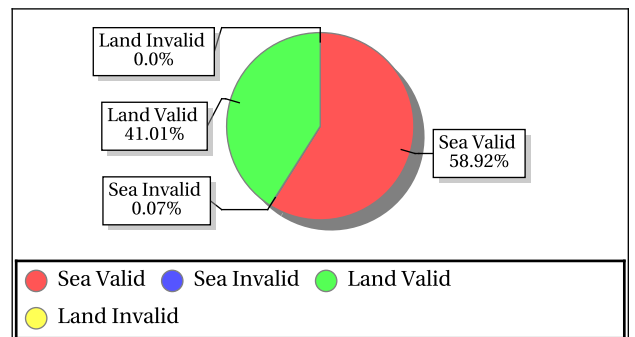 Land Invalid
0.0%
Land Valid
41.01%
Sea Invalid
0.07%
Sea Valid
58.92%
Sea Valid Sea Invalid Land Valid
Land Invalid